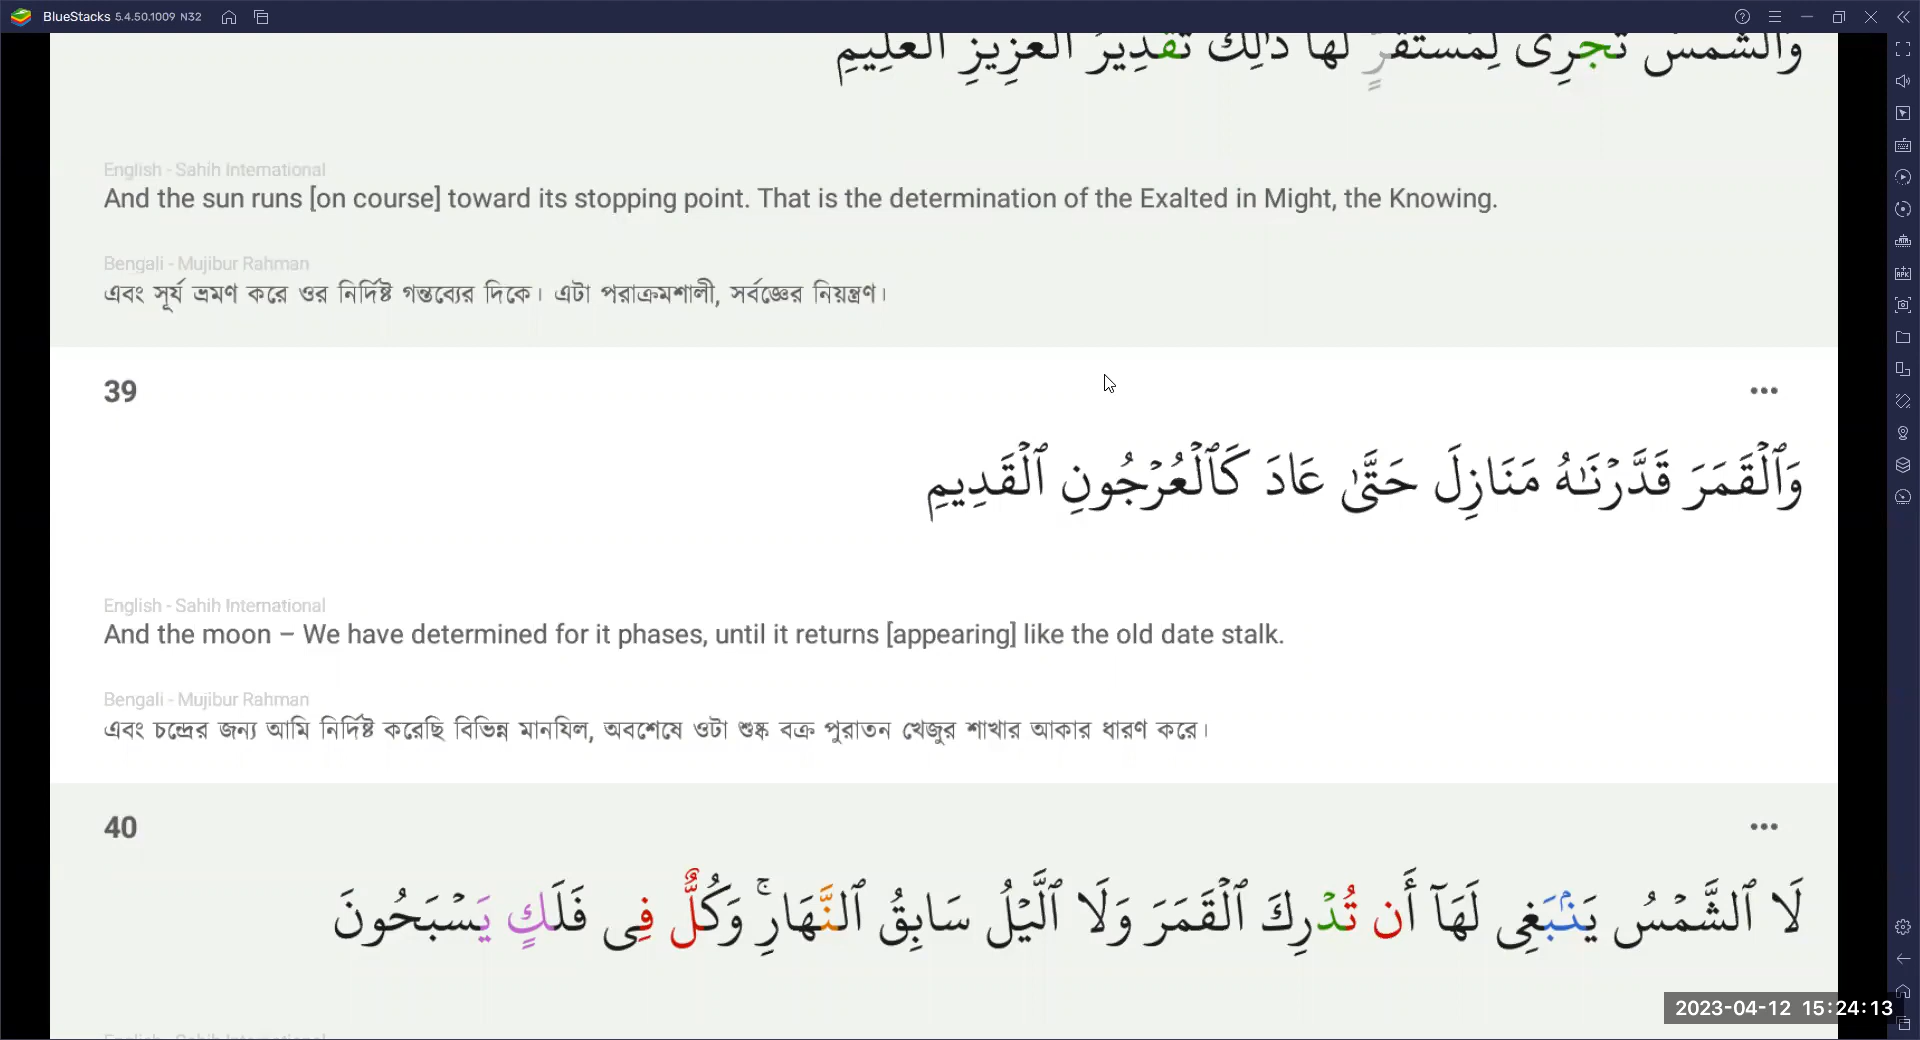 BlueStacks 5.4.50.1009 N32
وَٱلشَّمْسُ تَجْرِى لِمُسْتَقَرٍّ لَهَا ذَٰلِكَ تَقْدِيرُ ٱلْعَزِيزِ ٱلْعَلِيمِ
English - Sahih International
And the sun runs [on course] toward its stopping point. That is the determination of the Exalted in Might, the Knowing.
Bengali - Mujibur Rahman
এবং সূর্য ভ্রমণ করে ওর নির্দিষ্ট গন্তব্যের দিকে। এটা পরাক্রমশালী, সর্বজ্ঞের নিয়ন্ত্রণ।
39
وَٱلْقَمَرَ قَدَّرْنَـٰهُ مَنَازِلَ حَتَّىٰ عَادَ كَٱلْعُرْجُونِ ٱلْقَدِيمِ
English - Sahih International
And the moon – We have determined for it phases, until it returns [appearing] like the old date stalk.
Bengali - Mujibur Rahman
এবং চন্দ্রের জন্য আমি নির্দিষ্ট করেছি বিভিন্ন মানযিল, অবশেষে ওটা শুষ্ক বক্র পুরাতন খেজুর শাখার আকার ধারণ করে।
40
لَا ٱلشَّمْسُ يَنۢبَغِى لَهَآ أَن تُدْرِكَ ٱلْقَمَرَ وَلَا ٱلَّيْلُ سَابِقُ ٱلنَّهَارِ ۚ وَكُلٌّ فِى فَلَكٍ يَسْبَحُونَ
English - Sahih International
2023-04-12 15:24:13